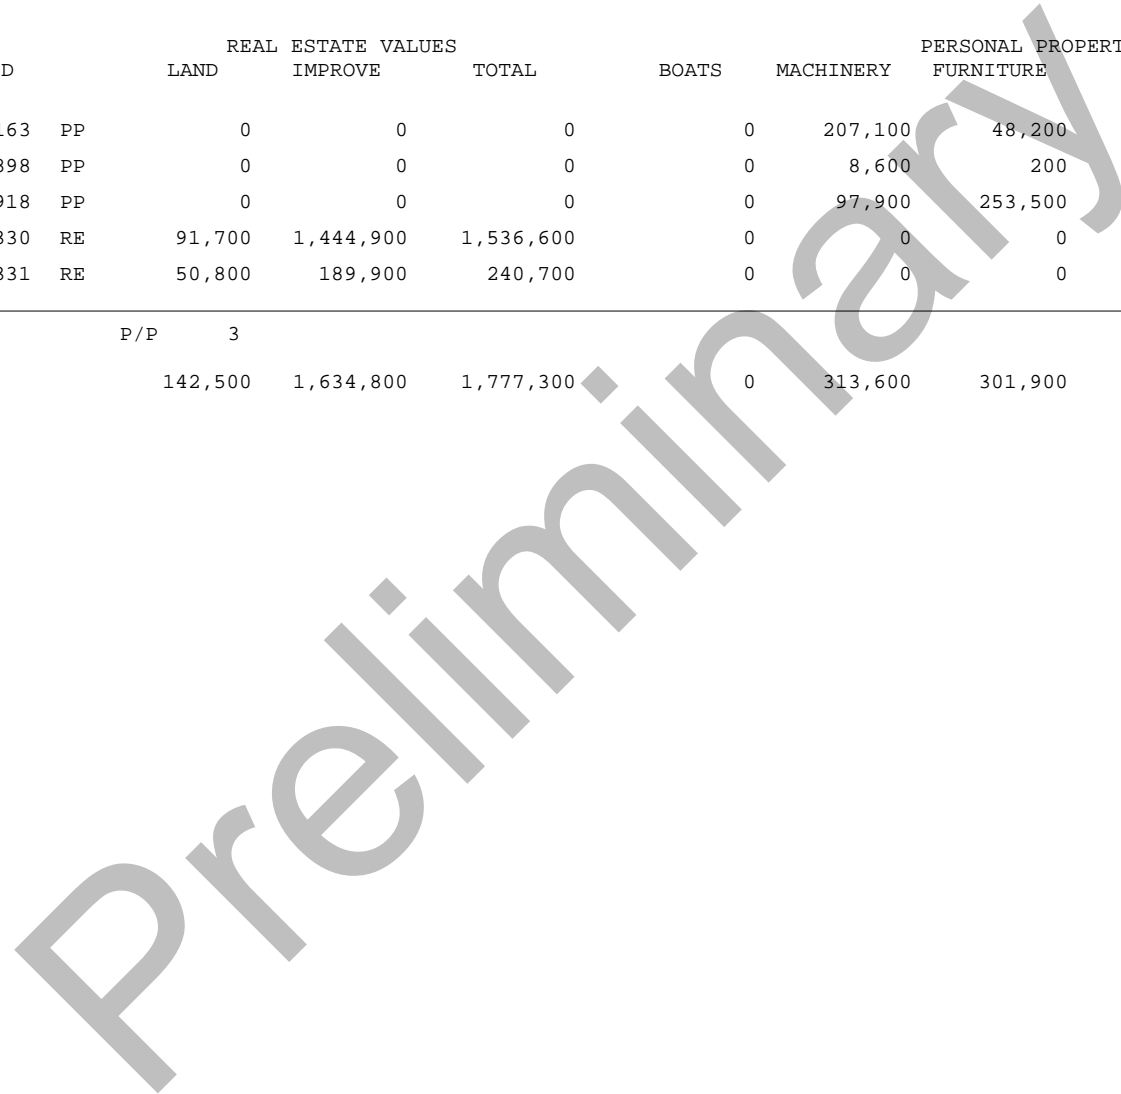 REAL ESTATE VALUES PERSONAL PROPERT
D LAND IMPROVE TOTAL BOATS MACHINERY FURNITURE
163 PP 0 0 0 0 207,100 48,200
898 PP 0 0 0 0 8,600 200
918 PP 0 0 0 0 97,900 253,500
330 RE 91,700 1,444,900 1,536,600 0 0 0
331 RE 50,800 189,900 240,700 0 0 0
P/P 3
142,500 1,634,800 1,777,300 0 313,600 301,900
Preliminary